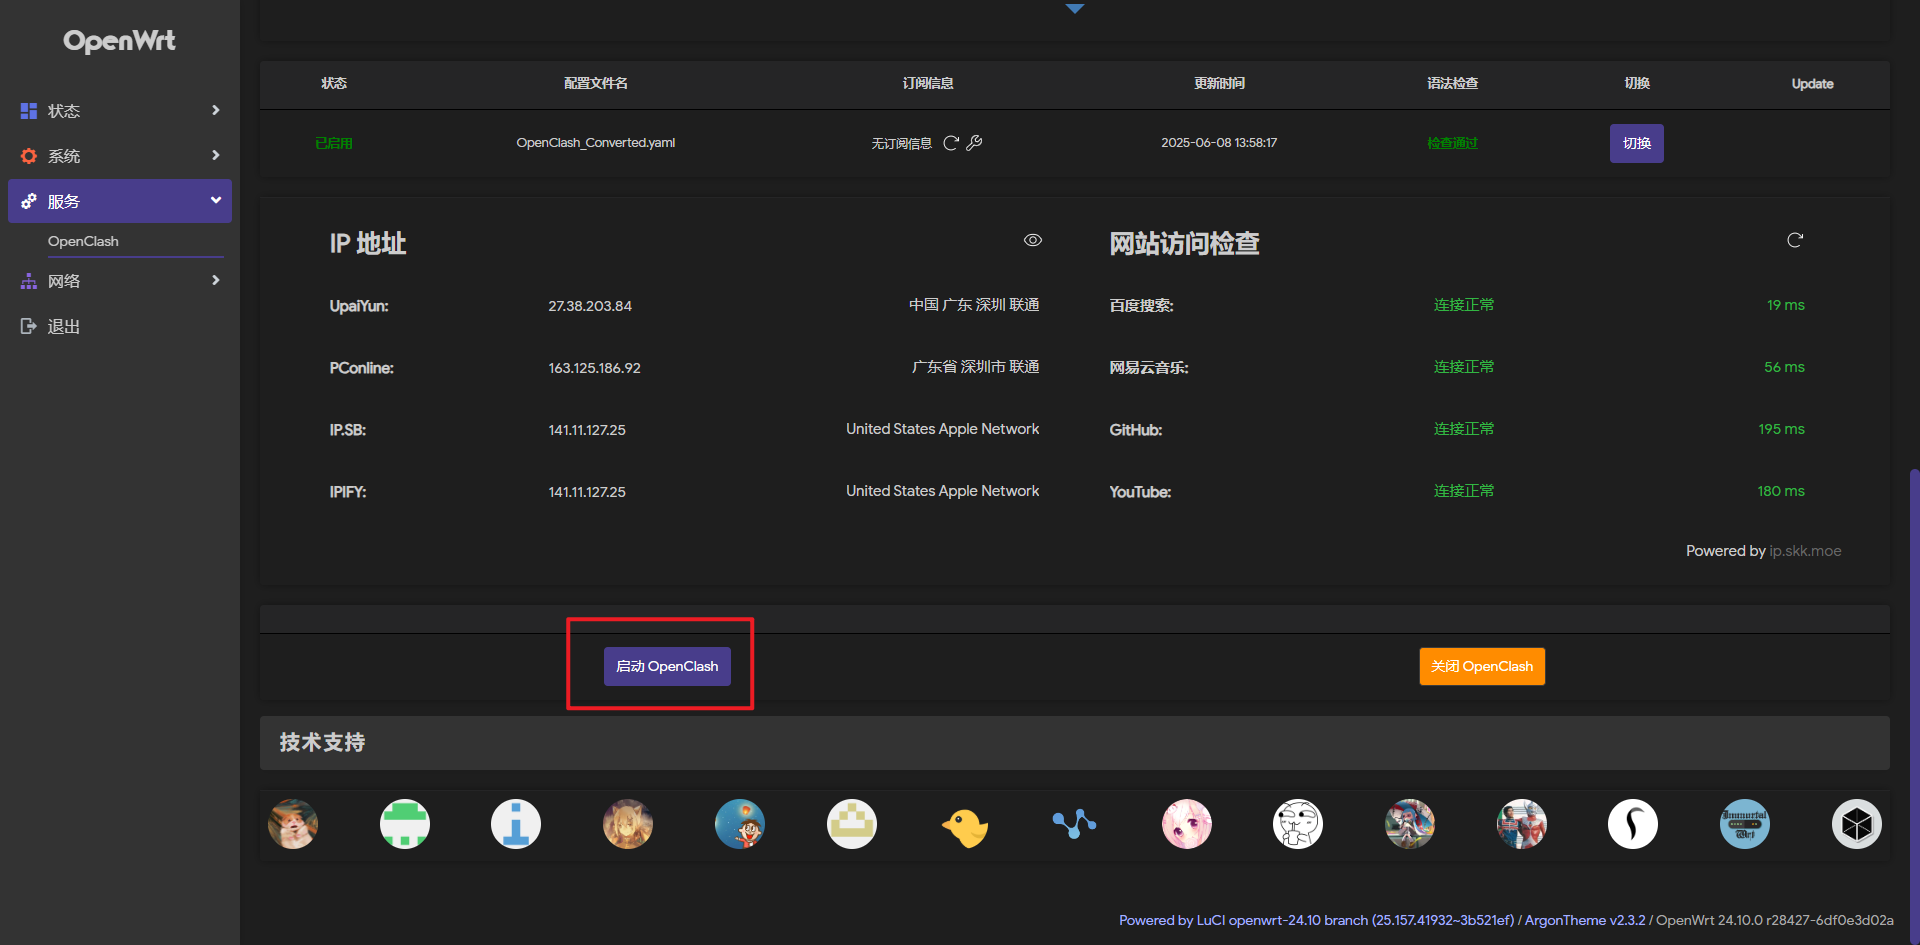 OpenWrt
状态
系统
服务
OpenClash
网络
退出
状态 配置文件名 订阅信息 更新时间 语法检查 切换 Update
已启用 OpenClash_Converted.yaml 无订阅信息 2025-06-08 13:58:17 检查通过 切换
IP 地址
UpaiYun: 27.38.203.84 中国 广东 深圳 联通
PConline: 163.125.186.92 广东省 深圳市 联通
IP.SB: 141.11.127.25 United States Apple Network
IPIFY: 141.11.127.25 United States Apple Network
网站访问检查
百度搜索: 连接正常 19 ms
网易云音乐: 连接正常 56 ms
GitHub: 连接正常 195 ms
YouTube: 连接正常 180 ms
Powered by ip.skk.moe
启动 OpenClash 关闭 OpenClash
技术支持
Immortal
Wrt
Powered by LuCI openwrt-24.10 branch (25.157.41932~3b521ef) / ArgonTheme v2.3.2 / OpenWrt 24.10.0 r28427-6df0e3d02a